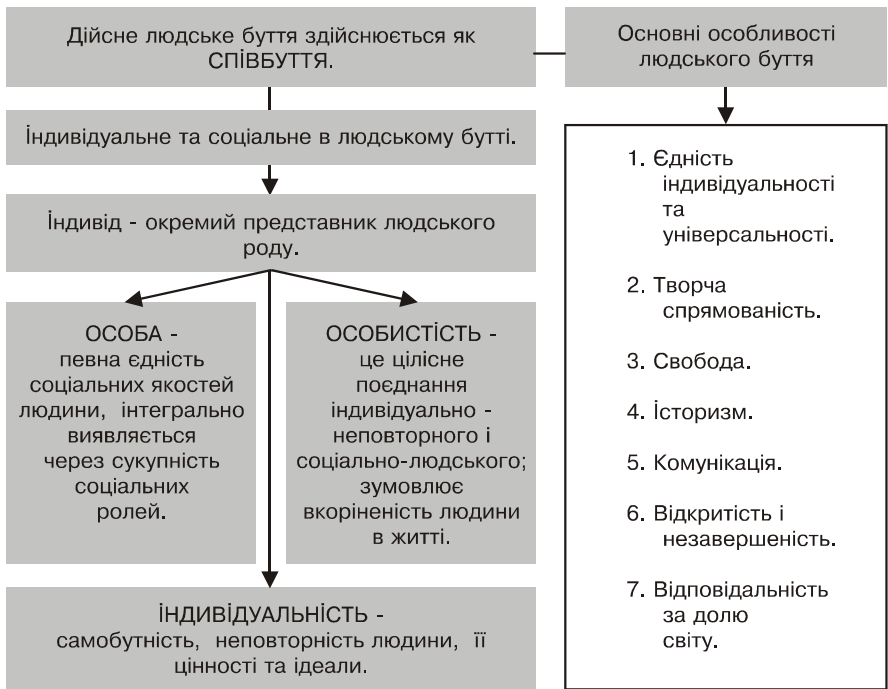 Дійсне людське буття здійснюється як
СПІВБУТТЯ.
Основні особливості
людського буття
Індивідуальне та соціальне в людському бутті.
Індивід - окремий представник людського
роду.
ОСОБА -
певна єдність
соціальних якостей
людини, інтегрально
виявляється
через сукупність
соціальних
ролей.
ОСОБИСТІСТЬ -
це цілісне
поєднання
індивідуально -
неповторного і
соціально-людського;
зумовлює
вкоріненість людини
в житті.
ІНДИВІДУАЛЬНІСТЬ -
самобутність, неповторність людини, її
цінності та ідеали.
1. Єдність
індивідуальності
та
універсальності.
2. Творча
спрямованість.
3. Свобода.
4. Історизм.
5. Комунікація.
6. Відкритість і
незавершеність.
7. Відповідальність
за долю
світу.